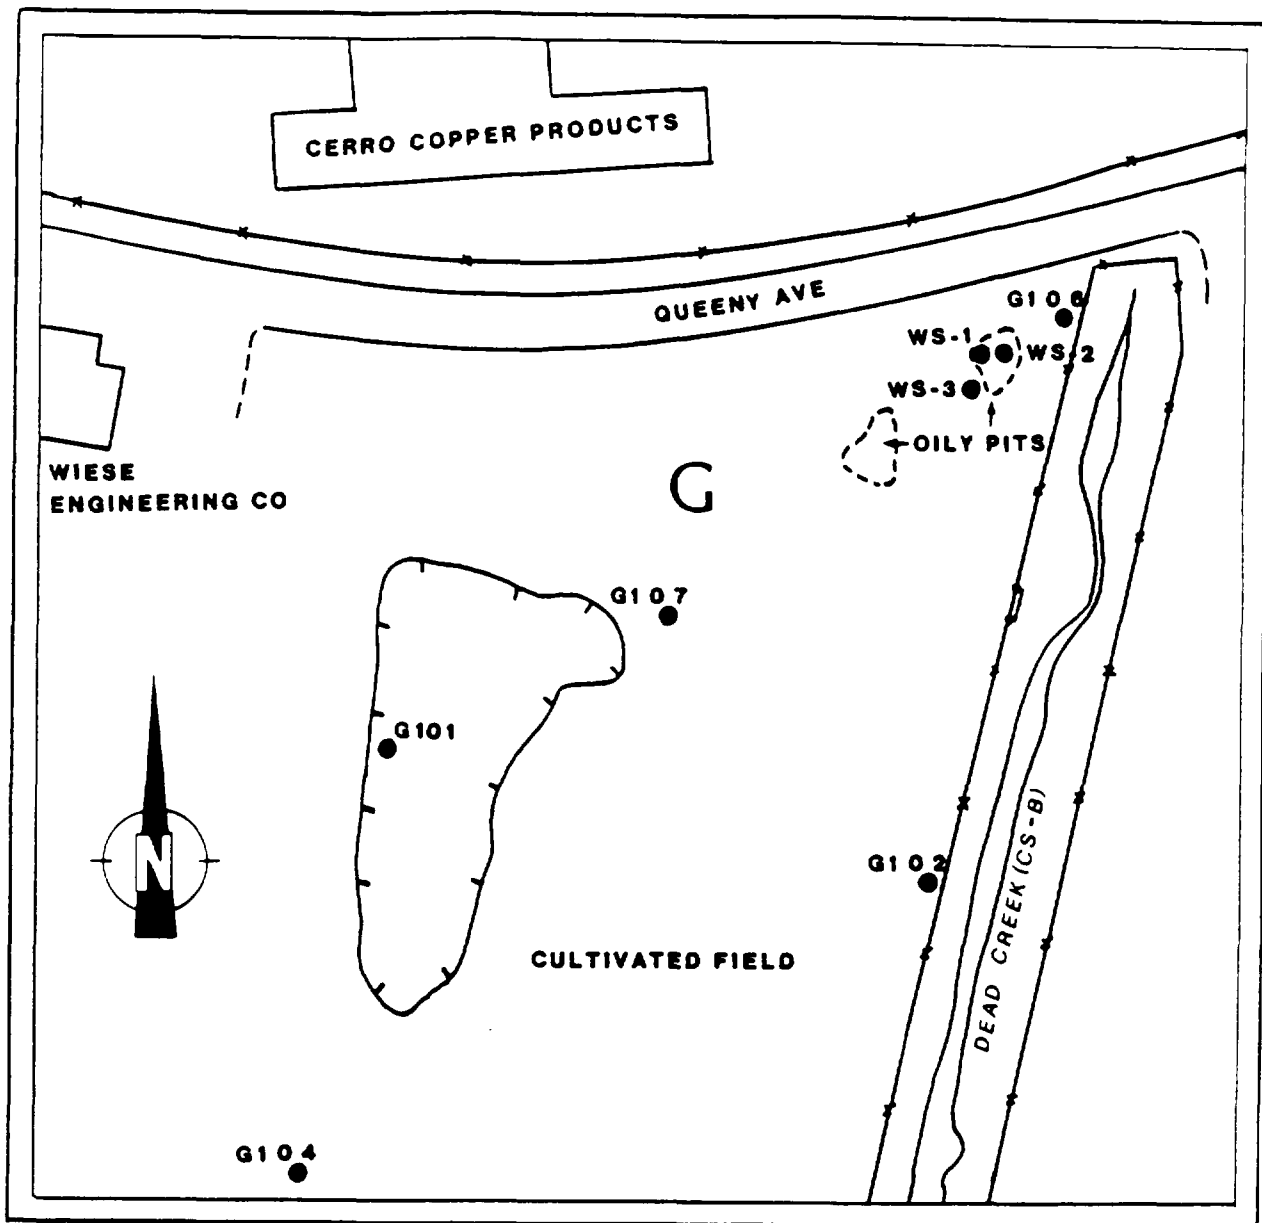 CERRO COPPER PRODUCTS
QUEENY AVE
G106
WS-1
WS-2
WS-3
OILY PITS
WIESE
ENGINEERING CO
G
G107
G101
N
G102
DEAD CREEK (CS-B)
CULTIVATED FIELD
G104